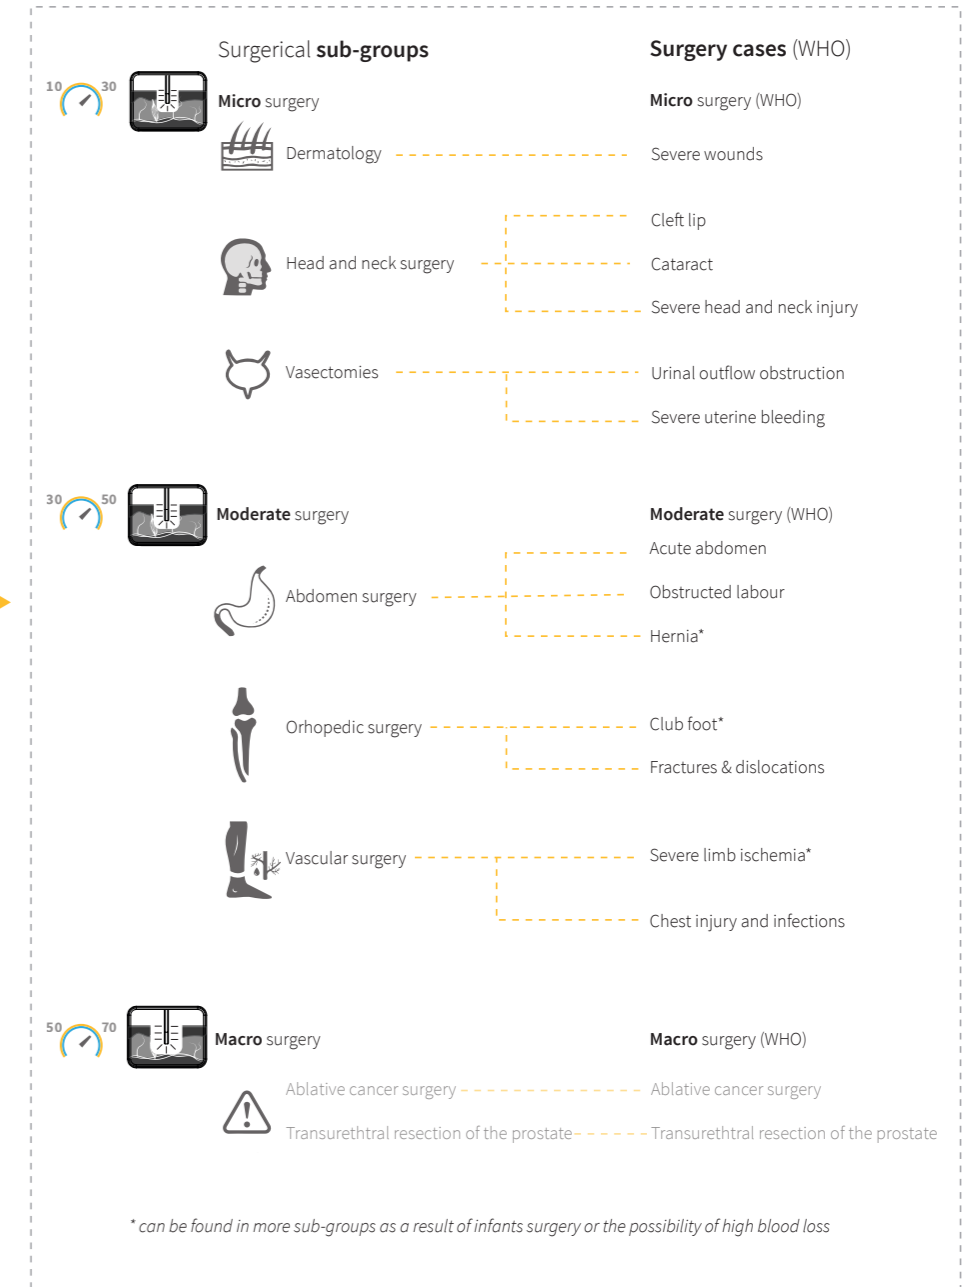 Surgerical sub-groups
Surgery cases (WHO)
10 30
Micro surgery
Micro surgery (WHO)
Dermatology
Severe wounds
Head and neck surgery
Cleft lip
Cataract
Severe head and neck injury
Vasectomies
Urinal outflow obstruction
Severe uterine bleeding
30 50
Moderate surgery
Moderate surgery (WHO)
Abdomen surgery
Acute abdomen
Obstructed labour
Hernia*
Orhopedic surgery
Club foot*
Fractures & dislocations
Vascular surgery
Severe limb ischemia*
Chest injury and infections
50 70
Macro surgery
Macro surgery (WHO)
Ablative cancer surgery
Ablative cancer surgery
Transurethtral resection of the prostate
Transurethtral resection of the prostate
* can be found in more sub-groups as a result of infants surgery or the possibility of high blood loss